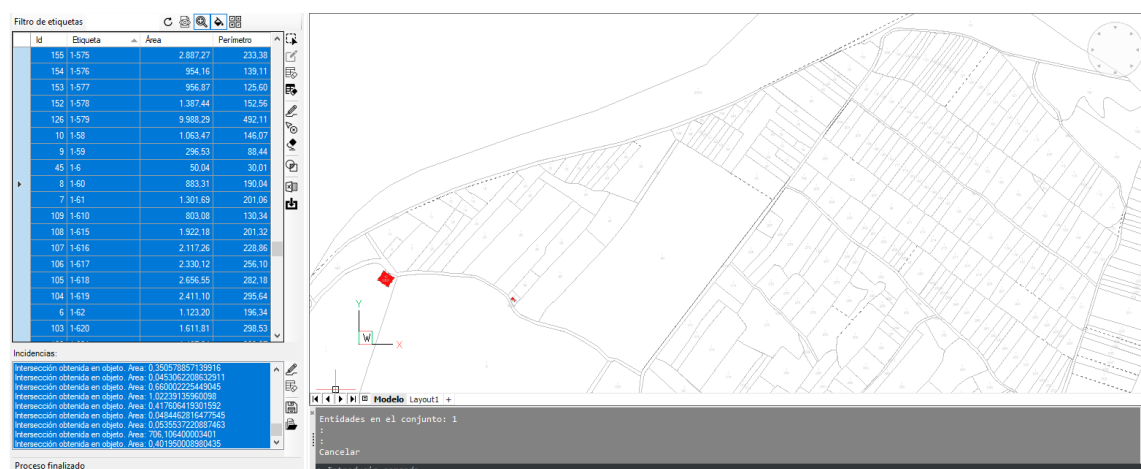 Filtro de etiquetas
Id Etiqueta Área Perímetro
155 1-575 2.887,27 233,38
154 1-576 954,16 139,11
153 1-577 956,87 125,60
152 1-578 1.387,44 152,56
126 1-579 9.988,29 492,11
10 1-58 1.063,47 146,07
9 1-59 296,53 88,44
45 1-6 50,04 30,01
8 1-60 883,31 190,04
7 1-61 1.301,69 201,06
109 1-610 803,08 130,34
108 1-615 1.922,18 201,32
107 1-616 2.117,26 228,86
106 1-617 2.330,12 256,10
105 1-618 2.656,55 282,18
104 1-619 2.411,10 295,64
6 1-62 1.123,20 196,34
103 1-620 1.611,81 298,53
Incidencias:
Intersección obtenida en objeto. Area: 0,350578857139916
Intersección obtenida en objeto. Area: 0,0453062208632911
Intersección obtenida en objeto. Area: 0,660002225449045
Intersección obtenida en objeto. Area: 1,02239135960098
Intersección obtenida en objeto. Area: 0,417606419301592
Intersección obtenida en objeto. Area: 0,0484462816477545
Intersección obtenida en objeto. Area: 0,0535537220887463
Intersección obtenida en objeto. Area: 706,106400003401
Intersección obtenida en objeto. Area: 0,401950008980435
Proceso finalizado
Y
W
X
Modelo Layout1 +
Entidades en el conjunto: 1
:
:
Cancelar